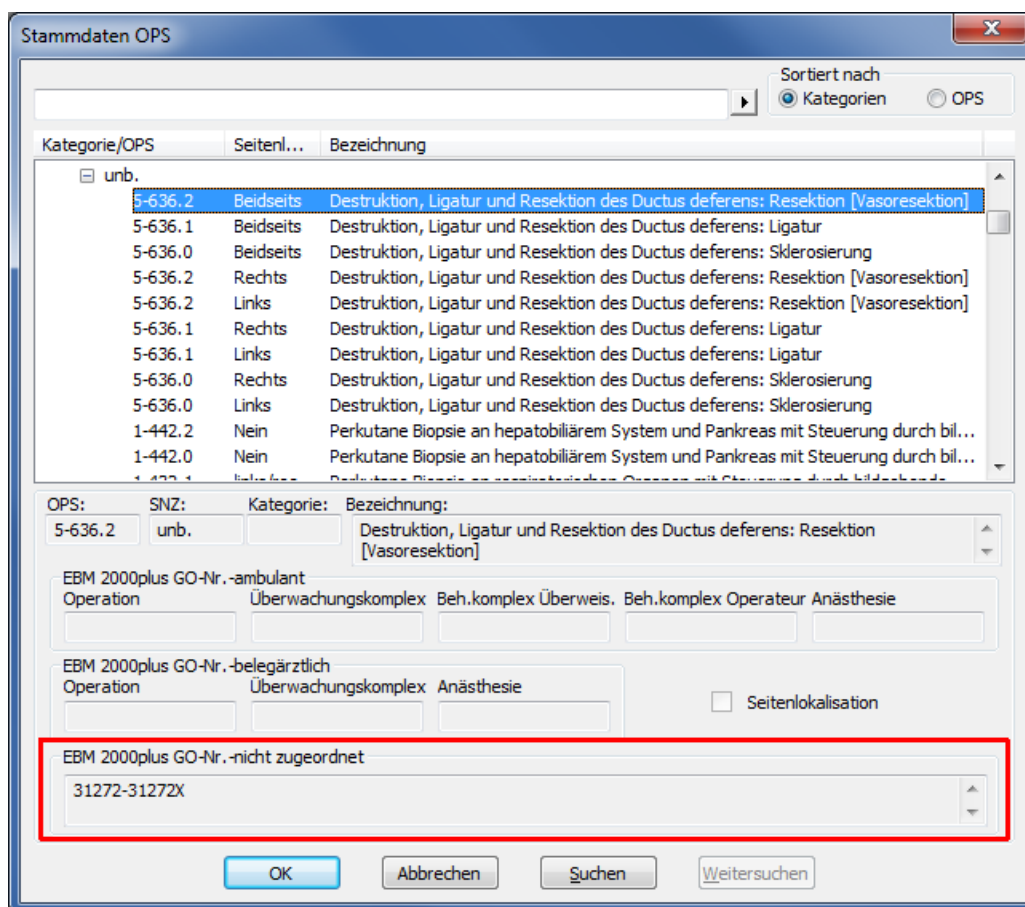 Stammdaten OPS
Sortiert nach
Kategorien OPS
Kategorie/OPS Seitenl... Bezeichnung
unb.
5-636.2 Beidseits Destruktion, Ligatur und Resektion des Ductus deferens: Resektion [Vasoresektion]
5-636.1 Beidseits Destruktion, Ligatur und Resektion des Ductus deferens: Ligatur
5-636.0 Beidseits Destruktion, Ligatur und Resektion des Ductus deferens: Sklerosierung
5-636.2 Rechts Destruktion, Ligatur und Resektion des Ductus deferens: Resektion [Vasoresektion]
5-636.2 Links Destruktion, Ligatur und Resektion des Ductus deferens: Resektion [Vasoresektion]
5-636.1 Rechts Destruktion, Ligatur und Resektion des Ductus deferens: Ligatur
5-636.1 Links Destruktion, Ligatur und Resektion des Ductus deferens: Ligatur
5-636.0 Rechts Destruktion, Ligatur und Resektion des Ductus deferens: Sklerosierung
5-636.0 Links Destruktion, Ligatur und Resektion des Ductus deferens: Sklerosierung
1-442.2 Nein Perkutane Biopsie an hepatobiliärem System und Pankreas mit Steuerung durch bil...
1-442.0 Nein Perkutane Biopsie an hepatobiliärem System und Pankreas mit Steuerung durch bil...
OPS: SNZ: Kategorie: Bezeichnung:
5-636.2 unb. Destruktion, Ligatur und Resektion des Ductus deferens: Resektion
[Vasoresektion]
EBM 2000plus GO-Nr.-ambulant
Operation Überwachungskomplex Beh.komplex Überweis. Beh.komplex Operateur Anästhesie
EBM 2000plus GO-Nr.-belegärztlich
Operation Überwachungskomplex Anästhesie
Seitenlokalisation
EBM 2000plus GO-Nr.-nicht zugeordnet
31272-31272X
OK Abbrechen Suchen Weitersuchen